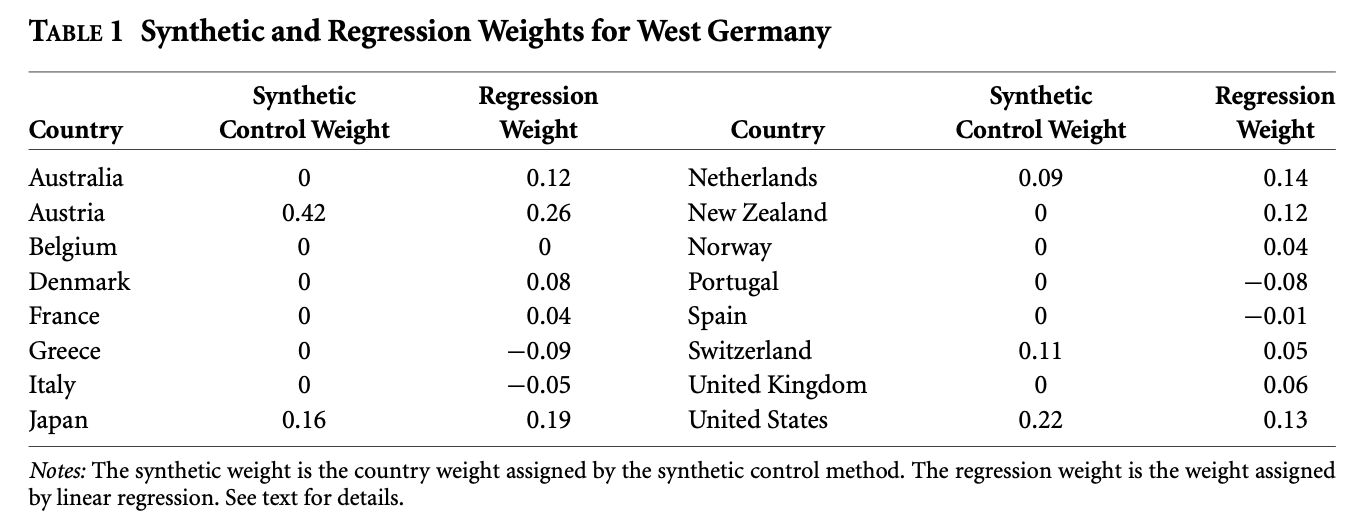 TABLE 1 Synthetic and Regression Weights for West Germany
Synthetic Regression Synthetic Regression
Country Control Weight Weight Country Control Weight Weight
Australia 0 0.12 Netherlands 0.09 0.14
Austria 0.42 0.26 New Zealand 0 0.12
Belgium 0 0 Norway 0 0.04
Denmark 0 0.08 Portugal 0 −0.08
France 0 0.04 Spain 0 −0.01
Greece 0 −0.09 Switzerland 0.11 0.05
Italy 0 −0.05 United Kingdom 0 0.06
Japan 0.16 0.19 United States 0.22 0.13
Notes: The synthetic weight is the country weight assigned by the synthetic control method. The regression weight is the weight assigned
by linear regression. See text for details.